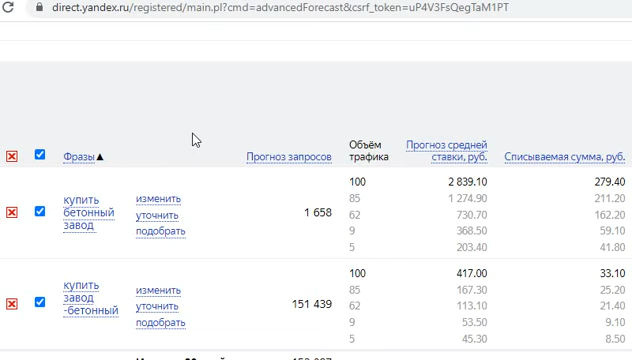 direct.yandex.ru/registered/main.pl?cmd=advancedForecast&csrf_token=uP4V3FsQegTaM1PT
Фразы▲ Прогноз запросов Объём трафика Прогноз средней ставки, руб. Списываемая сумма, руб.
купить бетонный завод
изменить
уточнить
подобрать
1 658
100 2 839.10 279.40
85 1 274.90 211.20
62 730.70 162.20
9 368.50 59.10
5 203.40 41.80
купить завод -бетонный
изменить
уточнить
подобрать
151 439
100 417.00 33.10
85 167.30 25.20
62 113.10 21.40
9 53.50 9.10
5 45.30 8.50